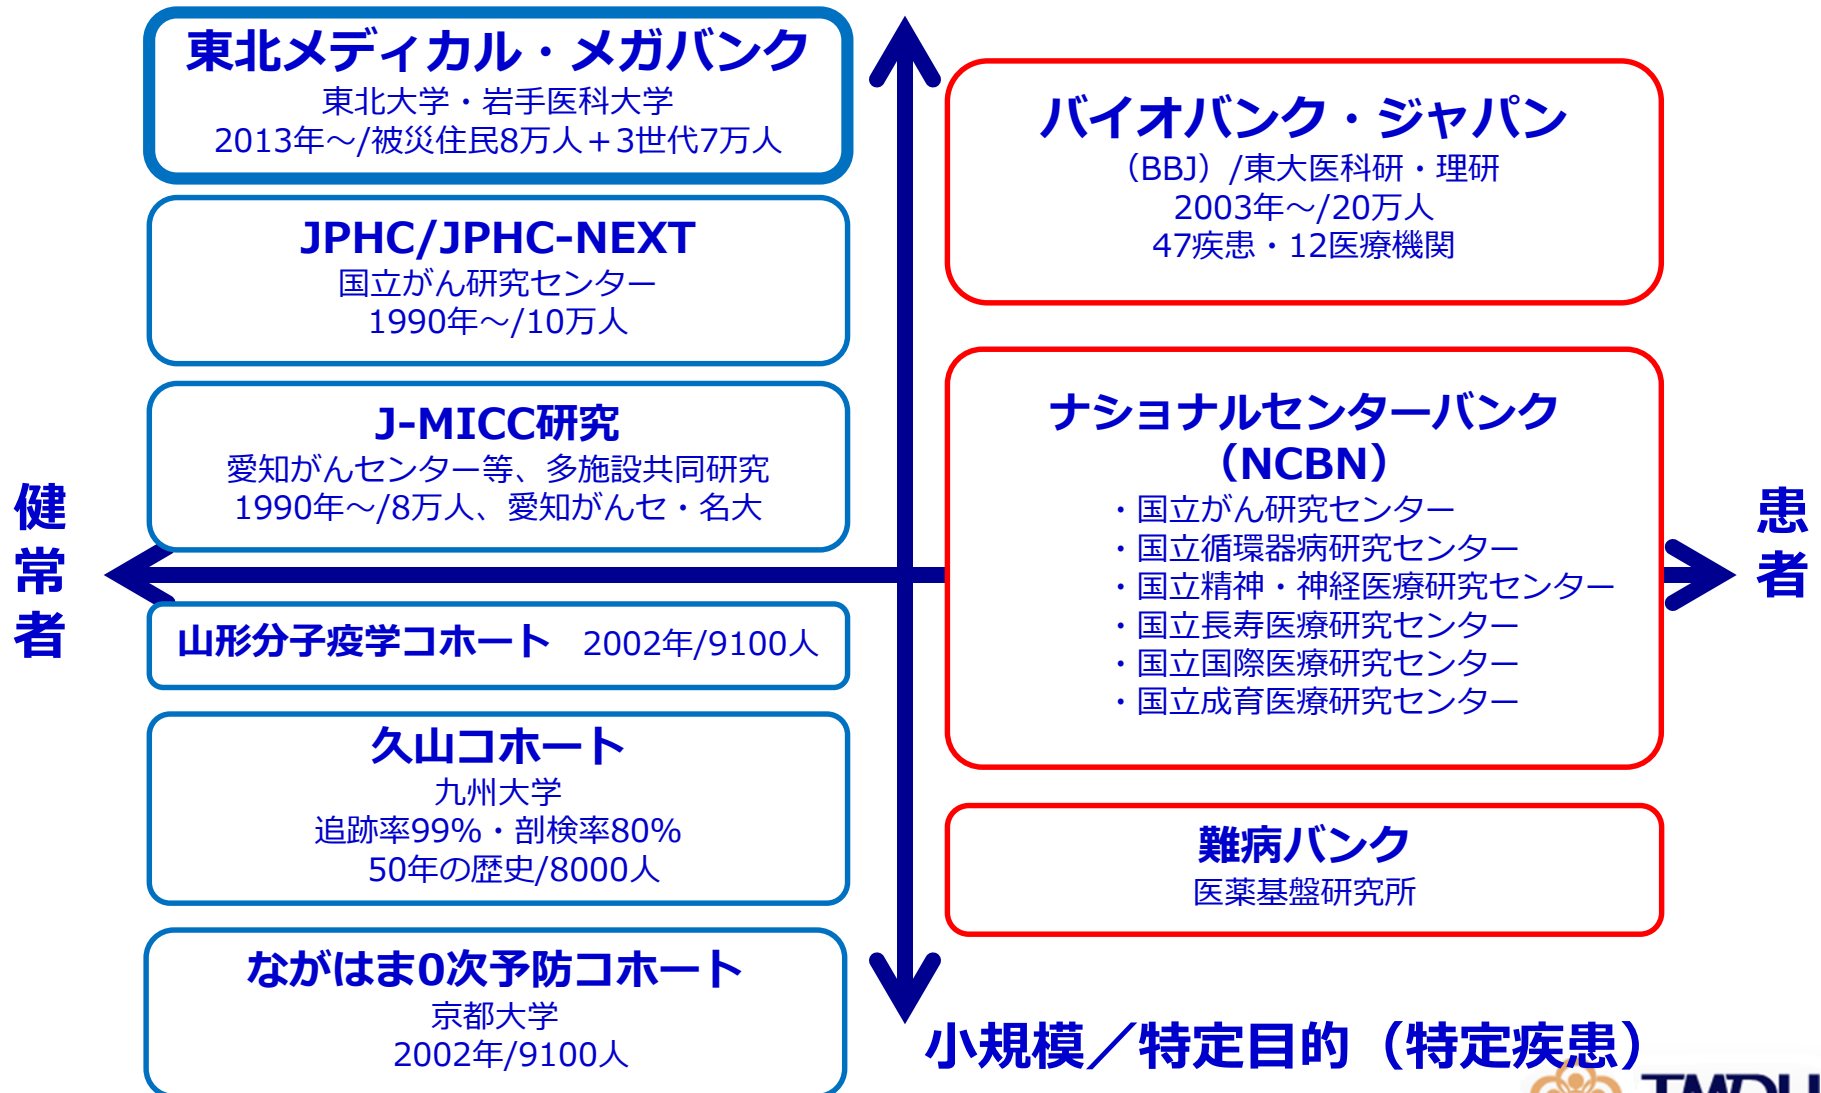 東北メディカル・メガバンク
東北大学・岩手医科大学
2013年～/被災住民8万人＋3世代7万人
JPHC/JPHC-NEXT
国立がん研究センター
1990年～/10万人
J-MICC研究
愛知がんセンター等、多施設共同研究
1990年～/8万人、愛知がんセ・名大
健常者
山形分子疫学コホート 2002年/9100人
久山コホート
九州大学
追跡率99%・剖検率80%
50年の歴史/8000人
ながはま0次予防コホート
京都大学
2002年/9100人
バイオバンク・ジャパン
（BBJ）/東大医科研・理研
2003年～/20万人
47疾患・12医療機関
ナショナルセンターバンク
（NCBN）
・国立がん研究センター
・国立循環器病研究センター
・国立精神・神経医療研究センター
・国立長寿医療研究センター
・国立国際医療研究センター
・国立成育医療研究センター
患者
難病バンク
医薬基盤研究所
小規模／特定目的（特定疾患）